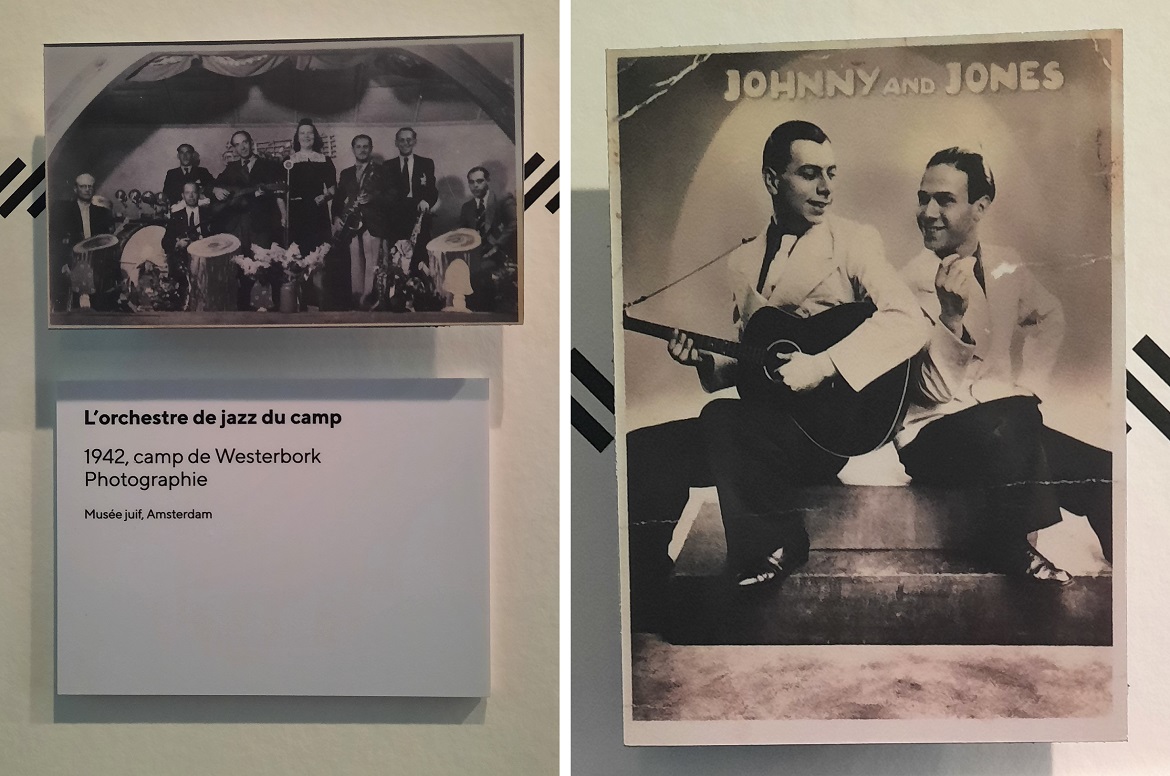 L'orchestre de jazz du camp
1942, camp de Westerbork
Photographie
Musée juif, Amsterdam
JOHNNY AND JONES